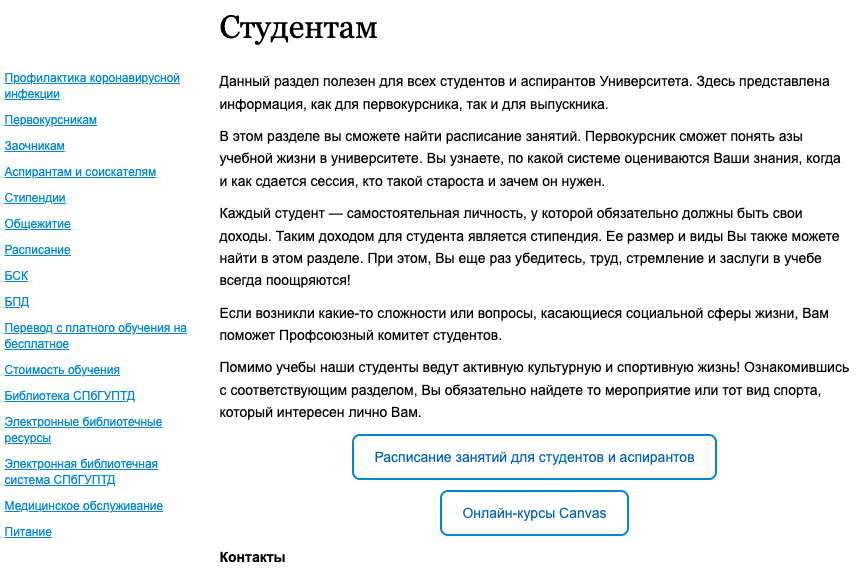 Студентам
Профилактика коронавирусной
инфекции
Первокурсникам
Заочникам
Аспирантам и соискателям
Стипендии
Общежитие
Расписание
БСК
БПД
Перевод с платного обучения на
бесплатное
Стоимость обучения
Библиотека СПбГУПТД
Электронные библиотечные
ресурсы
Электронная библиотечная
система СПбГУПТД
Медицинское обслуживание
Питание
Данный раздел полезен для всех студентов и аспирантов Университета. Здесь представлена
информация, как для первокурсника, так и для выпускника.
В этом разделе вы сможете найти расписание занятий. Первокурсник сможет понять азы
учебной жизни в университете. Вы узнаете, по какой системе оцениваются Ваши знания, когда
и как сдается сессия, кто такой староста и зачем он нужен.
Каждый студент — самостоятельная личность, у которой обязательно должны быть свои
доходы. Таким доходом для студента является стипендия. Ее размер и виды Вы также можете
найти в этом разделе. При этом, Вы еще раз убедитесь, труд, стремление и заслуги в учебе
всегда поощряются!
Если возникли какие-то сложности или вопросы, касающиеся социальной сферы жизни, Вам
поможет Профсоюзный комитет студентов.
Помимо учебы наши студенты ведут активную культурную и спортивную жизнь! Ознакомившись
с соответствующим разделом, Вы обязательно найдете то мероприятие или тот вид спорта,
который интересен лично Вам.
Расписание занятий для студентов и аспирантов
Онлайн-курсы Canvas
Контакты